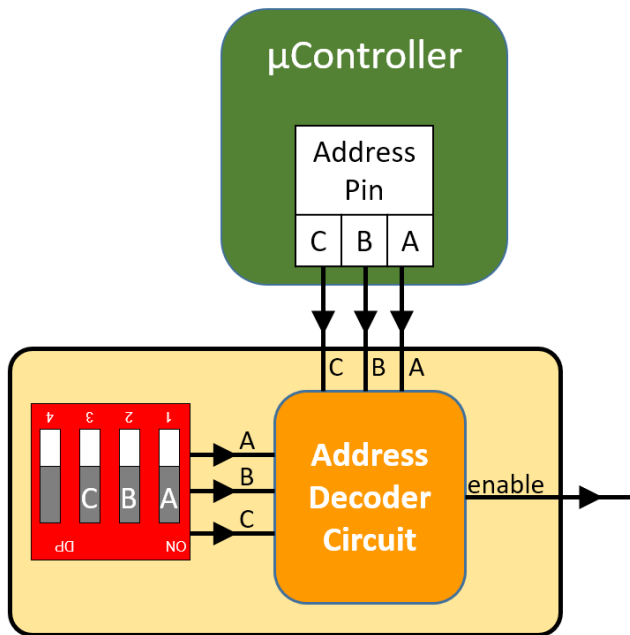 µController
Address
Pin
C B A
C B A
4 3 2 1
C B A
DP ON
A
B
C
Address
Decoder
Circuit
enable